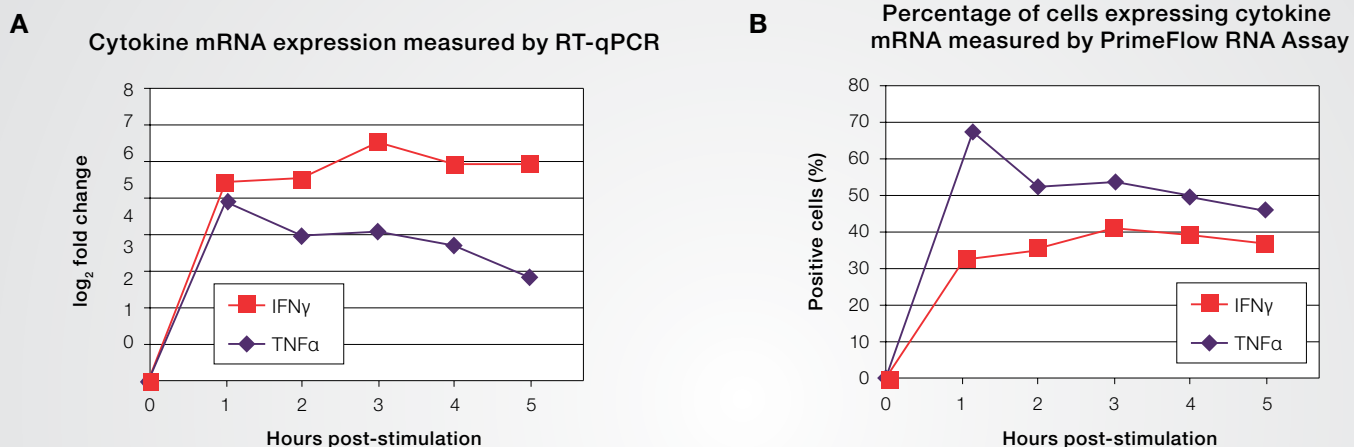 A
Cytokine mRNA expression measured by RT-qPCR
log₂ fold change
8
7
6
5
4
3
2
1
0
0 1 2 3 4 5
Hours post-stimulation
IFNγ
TNFα
B
Percentage of cells expressing cytokine
mRNA measured by PrimeFlow RNA Assay
Positive cells (%)
80
70
60
50
40
30
20
10
0
0 1 2 3 4 5
Hours post-stimulation
IFNγ
TNFα